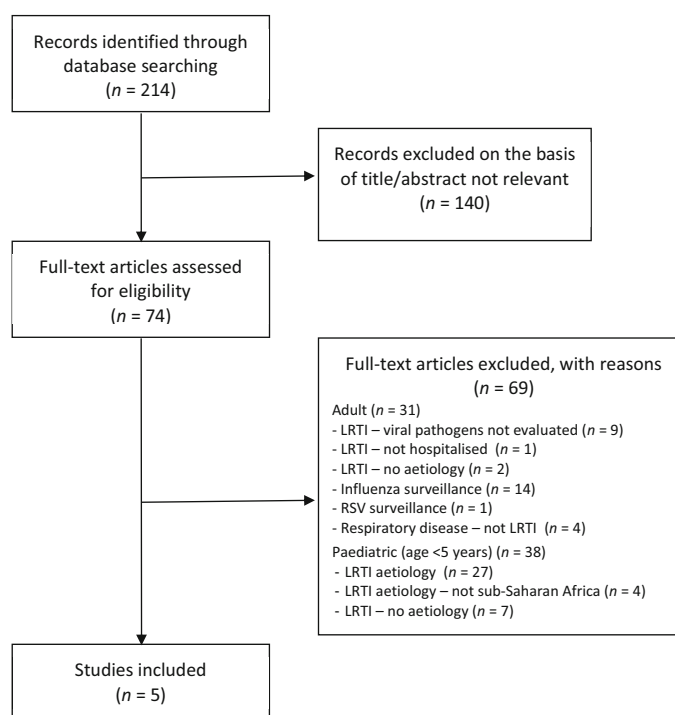 Records identified through
database searching
(n = 214)
Records excluded on the basis
of title/abstract not relevant
(n = 140)
Full-text articles assessed
for eligibility
(n = 74)
Full-text articles excluded, with reasons
(n = 69)
Adult (n = 31)
- LRTI – viral pathogens not evaluated (n = 9)
- LRTI – not hospitalised (n = 1)
- LRTI – no aetiology (n = 2)
- Influenza surveillance (n = 14)
- RSV surveillance (n = 1)
- Respiratory disease – not LRTI (n = 4)
Paediatric (age <5 years) (n = 38)
- LRTI aetiology (n = 27)
- LRTI aetiology – not sub-Saharan Africa (n = 4)
- LRTI – no aetiology (n = 7)
Studies included
(n = 5)